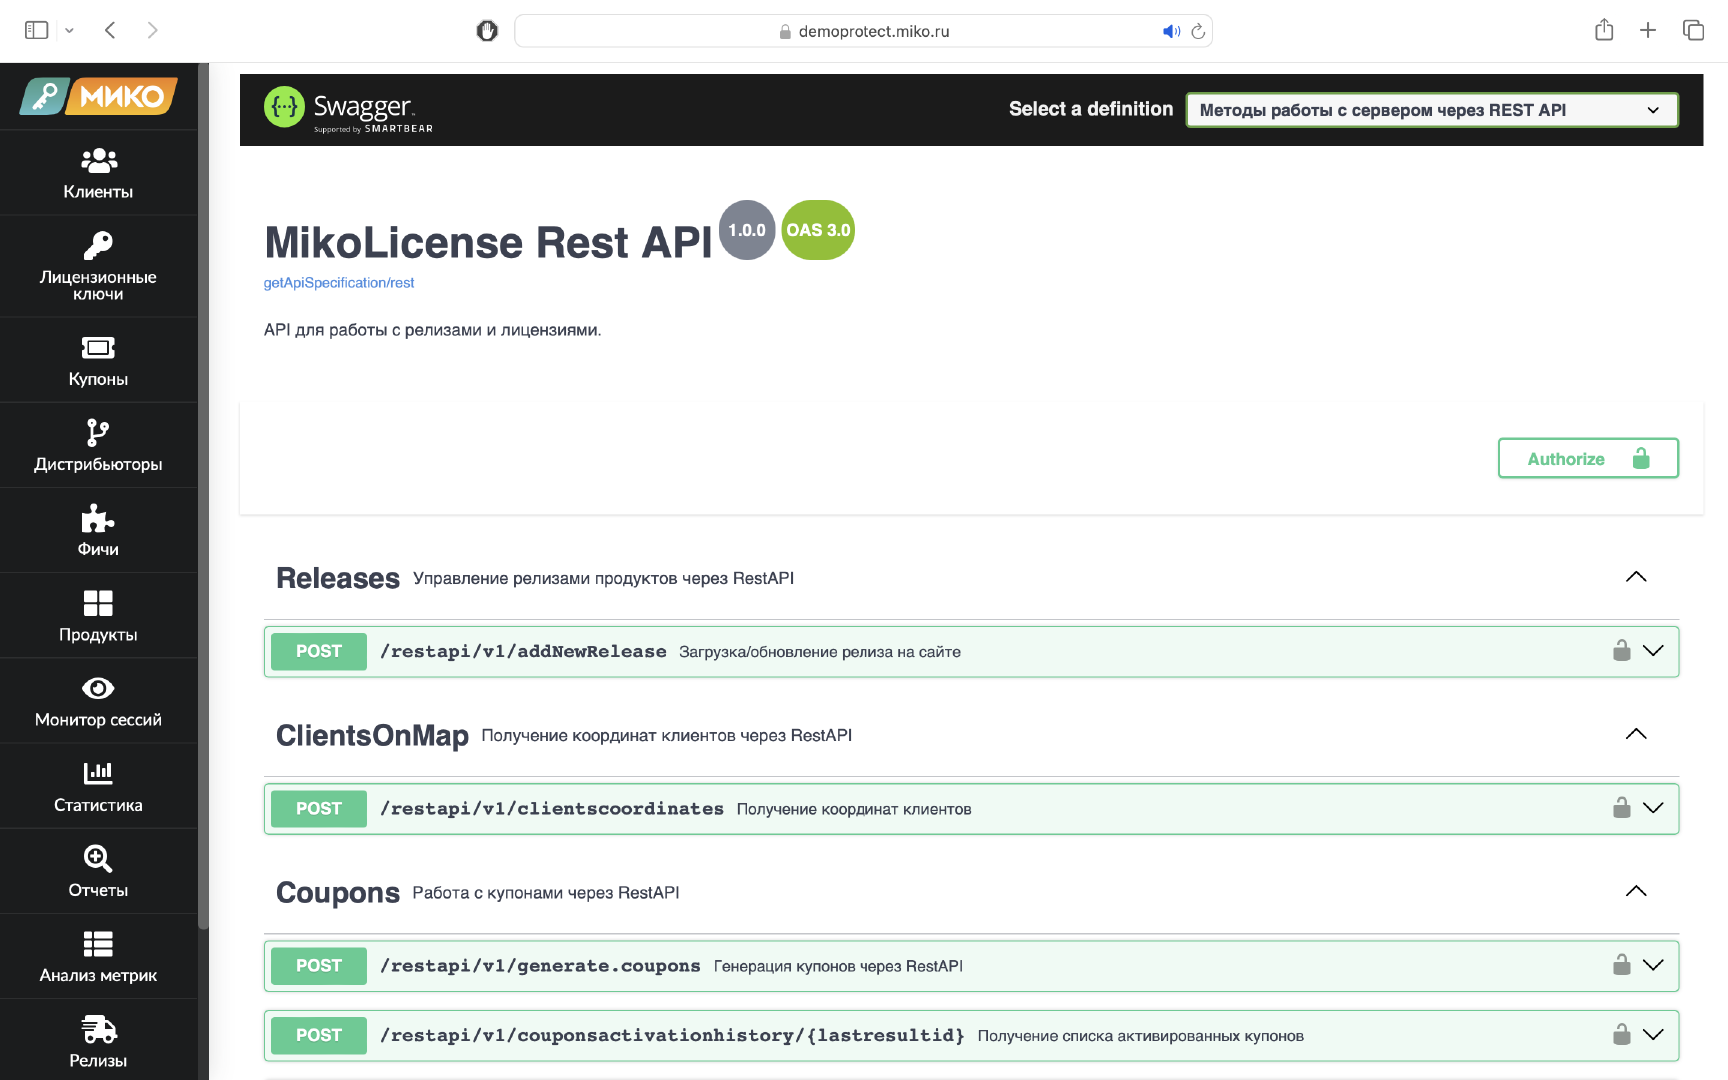 demoprotect.miko.ru
МИКО
Клиенты
Лицензионные
ключи
Купоны
Дистрибьюторы
Фичи
Продукты
Монитор сессий
Статистика
Отчеты
Анализ метрик
Релизы
Swagger
Supported by SMARTBEAR
Select a definition
Методы работы с сервером через REST API
MikoLicense Rest API 1.0.0 OAS 3.0
getApiSpecification/rest
API для работы с релизами и лицензиями.
Authorize
Releases Управление релизами продуктов через RestAPI
POST /restapi/v1/addNewRelease Загрузка/обновление релиза на сайте
ClientsOnMap Получение координат клиентов через RestAPI
POST /restapi/v1/clientscoordinates Получение координат клиентов
Coupons Работа с купонами через RestAPI
POST /restapi/v1/generate.coupons Генерация купонов через RestAPI
POST /restapi/v1/couponsactivationhistory/{lastresultid} Получение списка активированных купонов